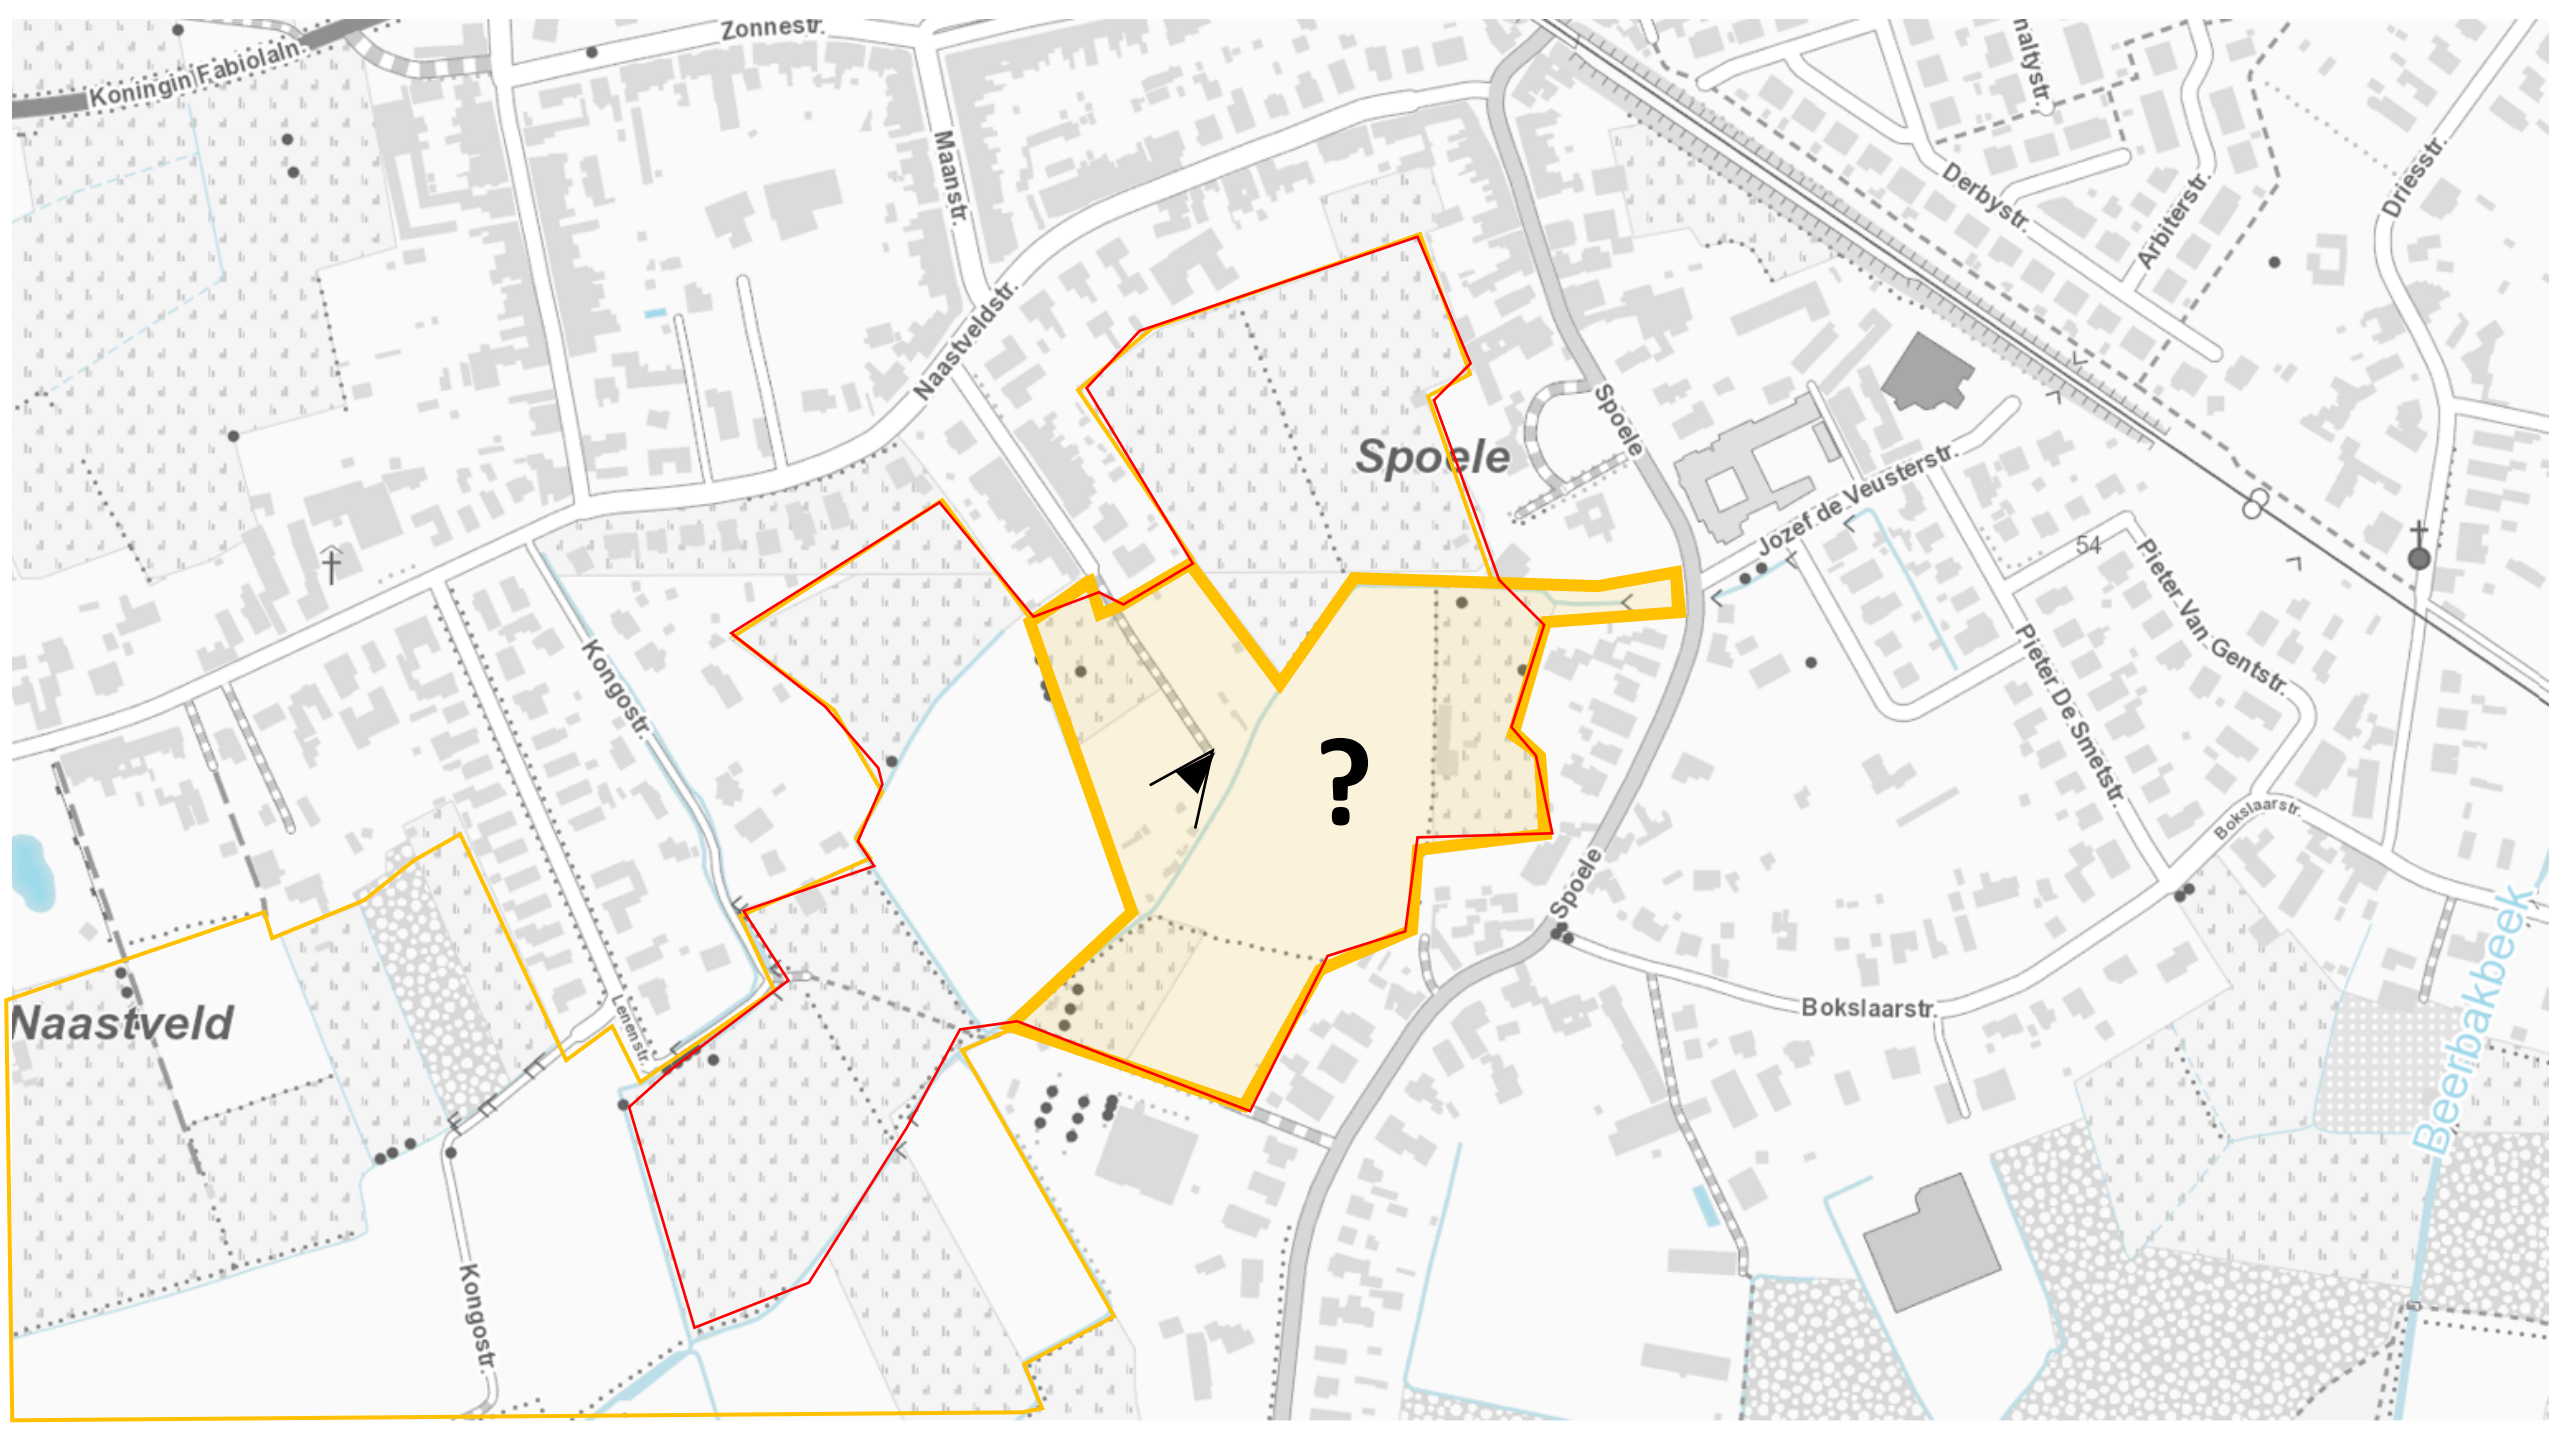 Zonnestr.
Koningin Fabiolaln.
naltystr.
Maanstr.
Derbystr.
Driesstr.
Arbiterstr.
Naastveldstr.
Spoele
Spoele
Jozef de Veusterstr.
54
Pieter Van Gentstr.
Kongostr.
Pieter De Smetstr.
?
Bokslaarstr.
Spoele
Naastveld
Lenenstr.
Bokslaarstr.
Beerbakbeek
Kongostr.